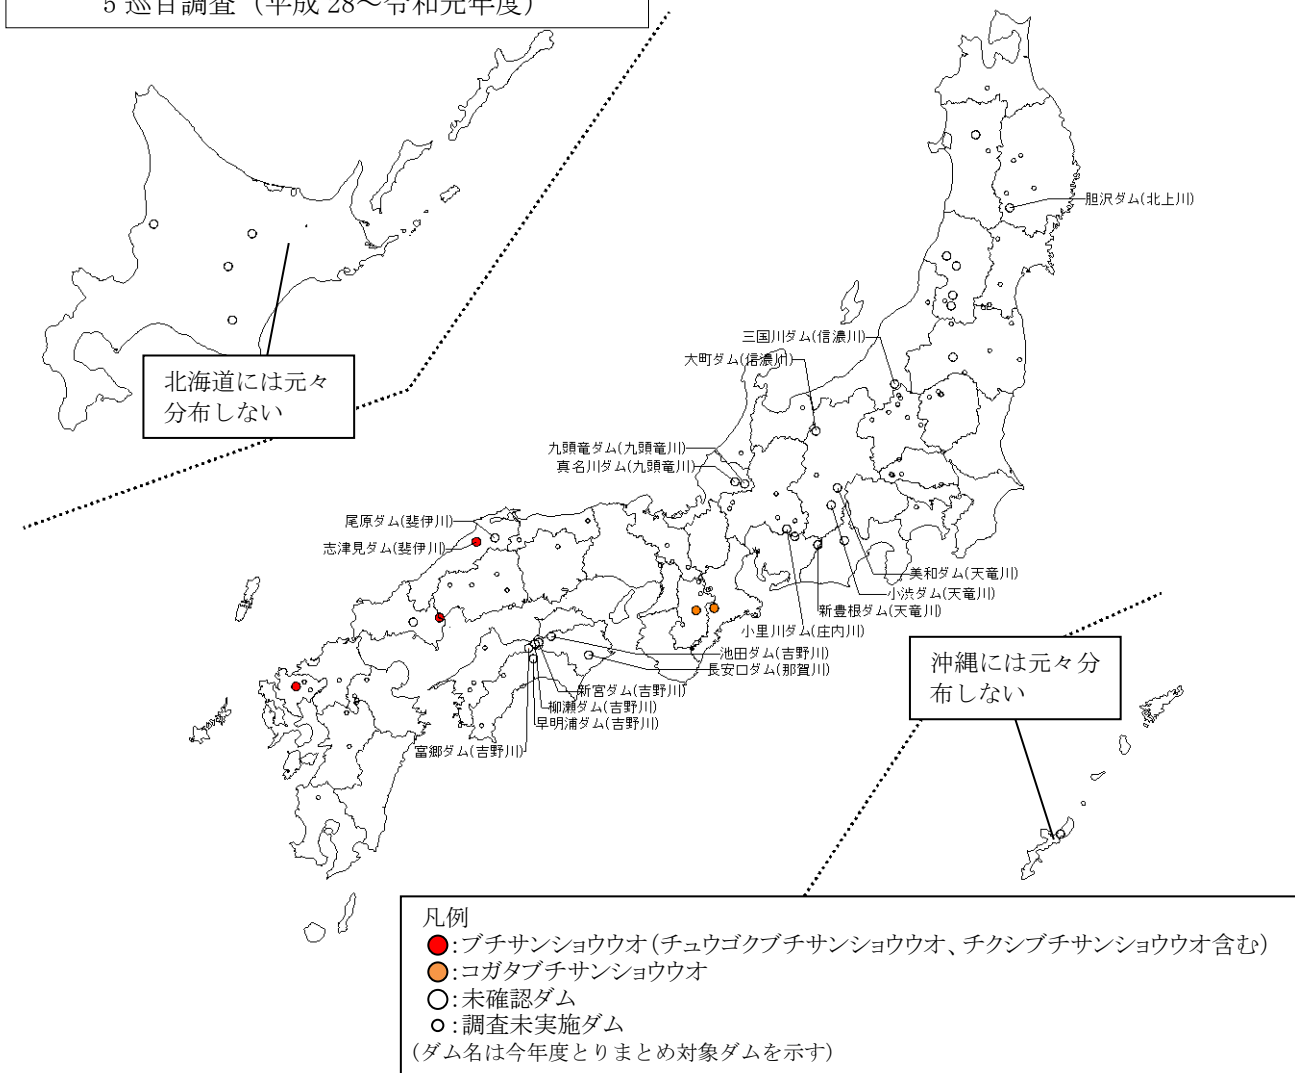 5 巡目調査（平成 28～令和元年度）
胆沢ダム(北上川)
三国川ダム(信濃川)
大町ダム(信濃川)
北海道には元々
分布しない
九頭竜ダム(九頭竜川)
真名川ダム(九頭竜川)
尾原ダム(斐伊川)
志津見ダム(斐伊川)
美和ダム(天竜川)
小渋ダム(天竜川)
新豊根ダム(天竜川)
小里川ダム(庄内川)
池田ダム(吉野川)
長安口ダム(那賀川)
新宮ダム(吉野川)
柳瀬ダム(吉野川)
早明浦ダム(吉野川)
富郷ダム(吉野川)
沖縄には元々分
布しない
凡例
:ブチサンショウウオ(チュウゴクブチサンショウウオ、チクシブチサンショウウオ含む)
:コガタブチサンショウウオ
:未確認ダム
:調査未実施ダム
(ダム名は今年度とりまとめ対象ダムを示す)